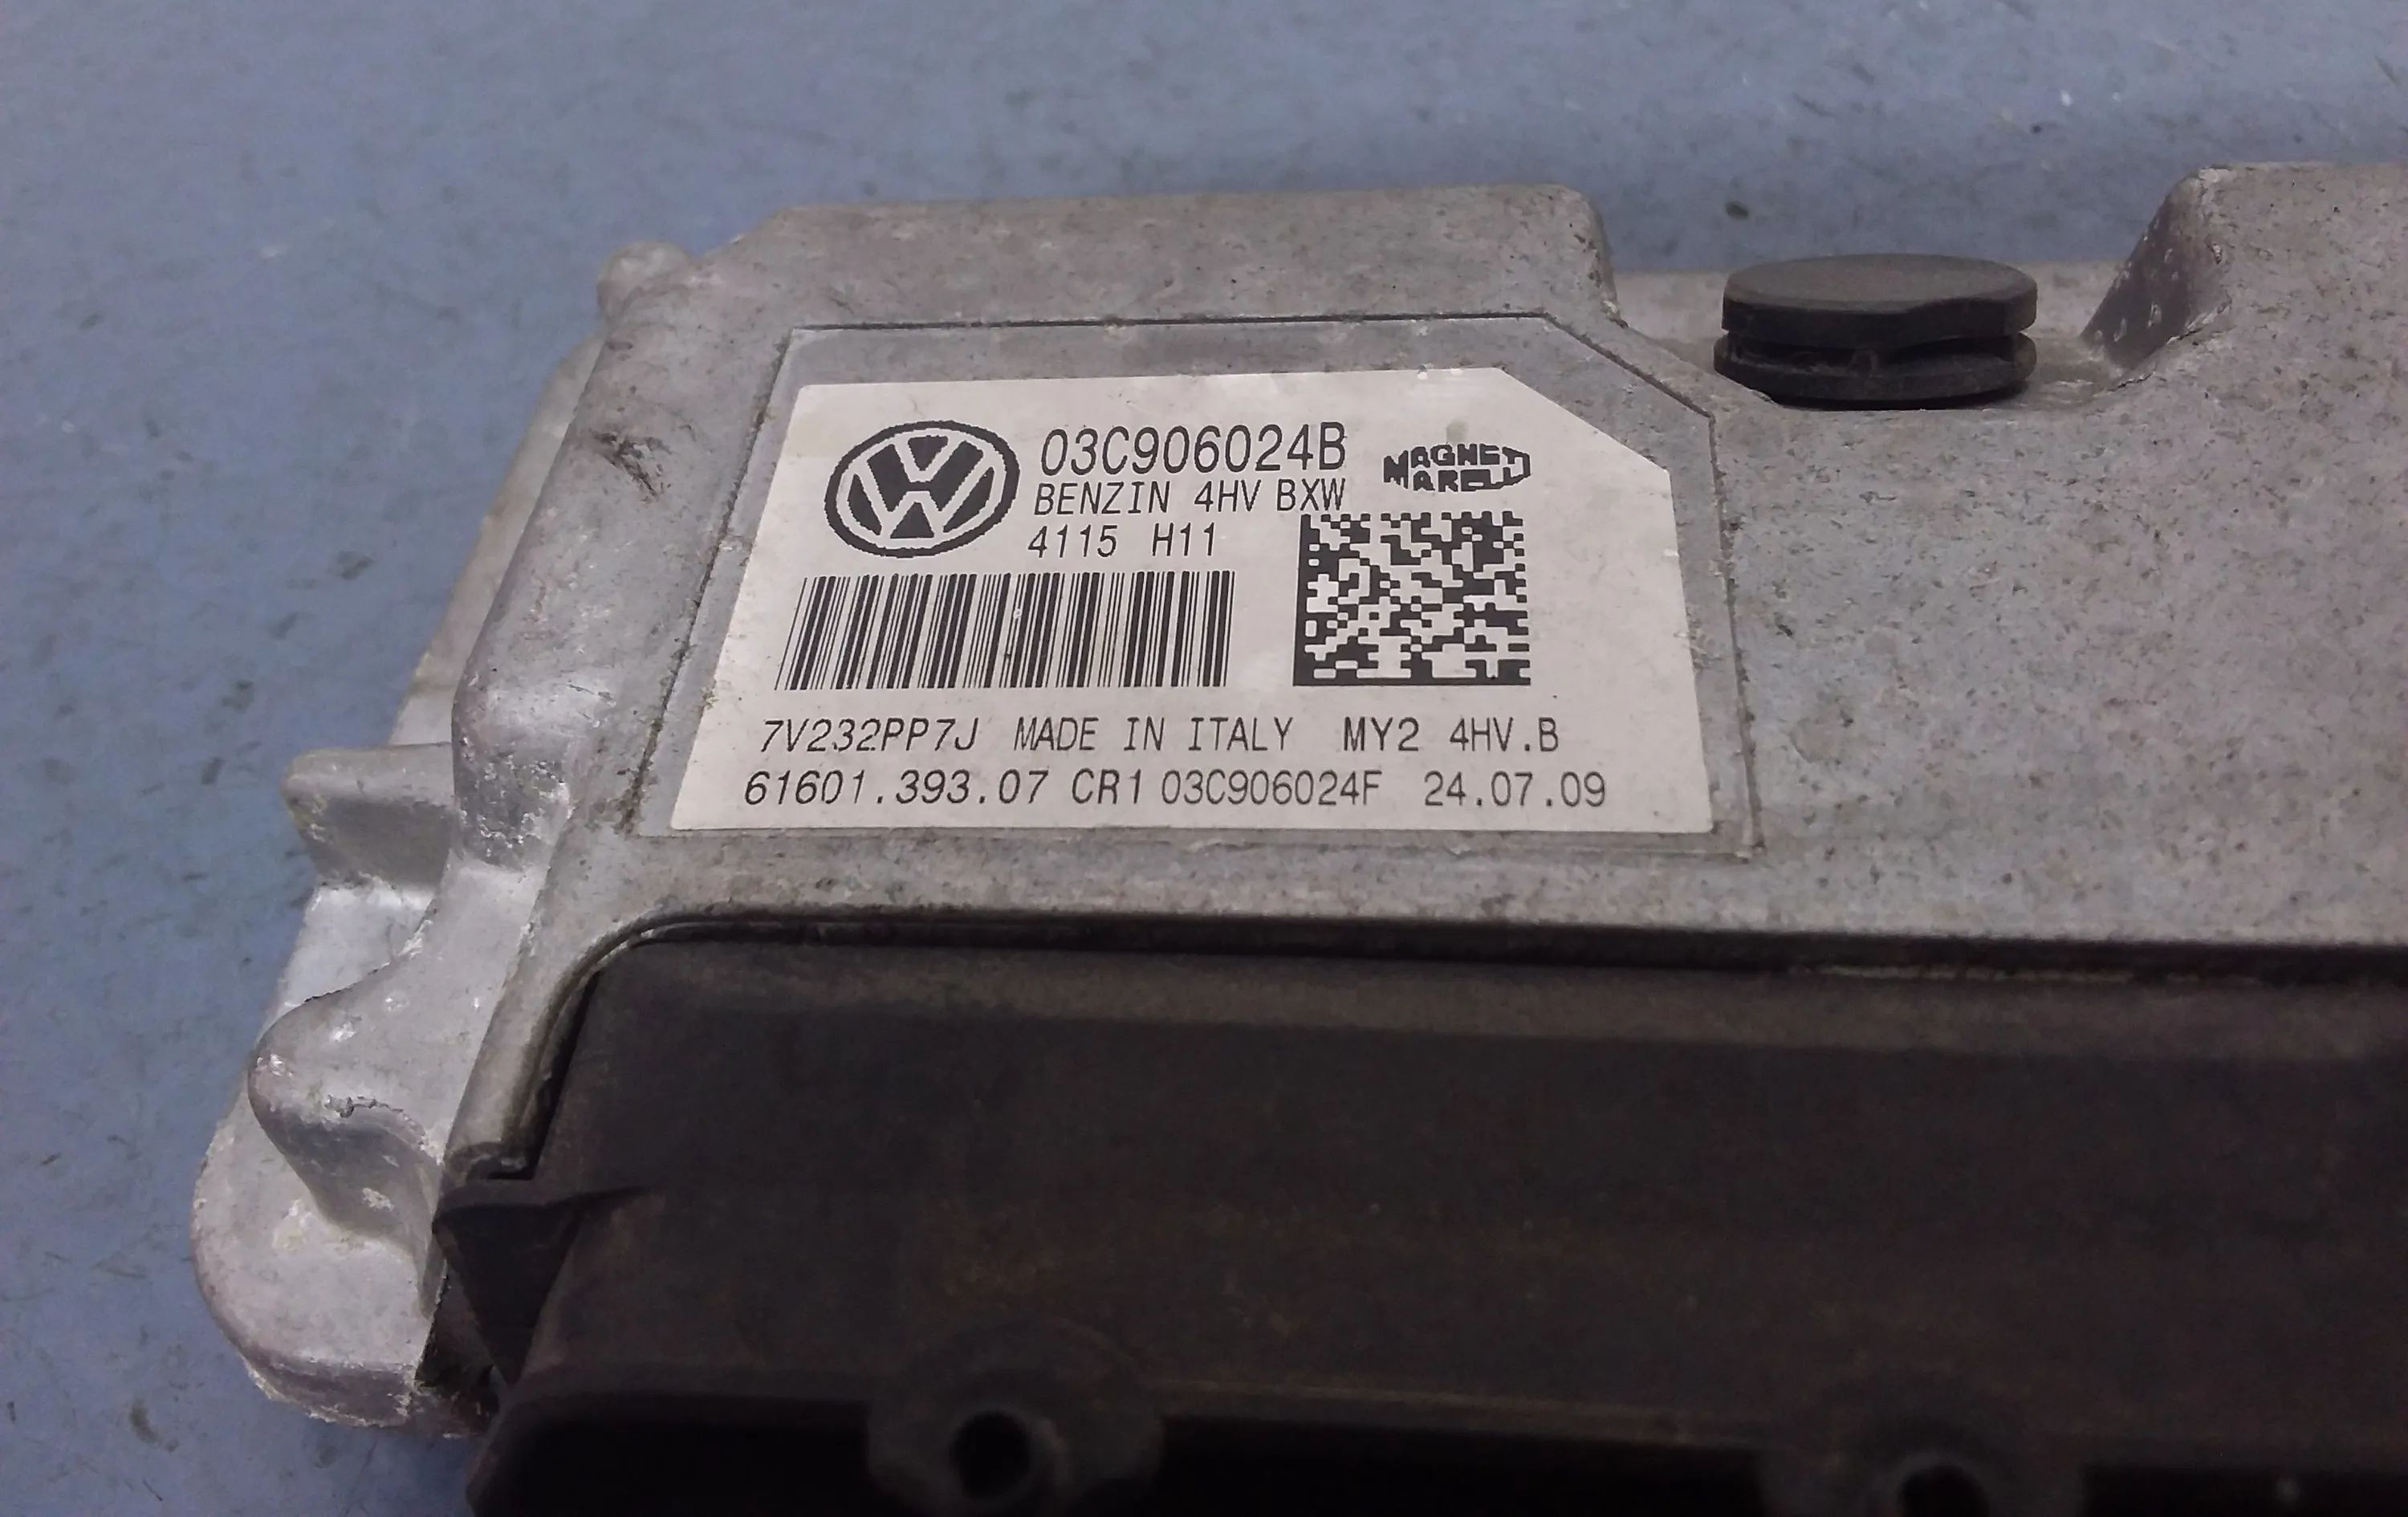 03C906024B
MAGNETI
MARELLI
BENZIN 4HV BXW
4115 H11
7V232PP7J MADE IN ITALY MY2 4HV.B
61601.393.07 CR1 03C906024F 24.07.09